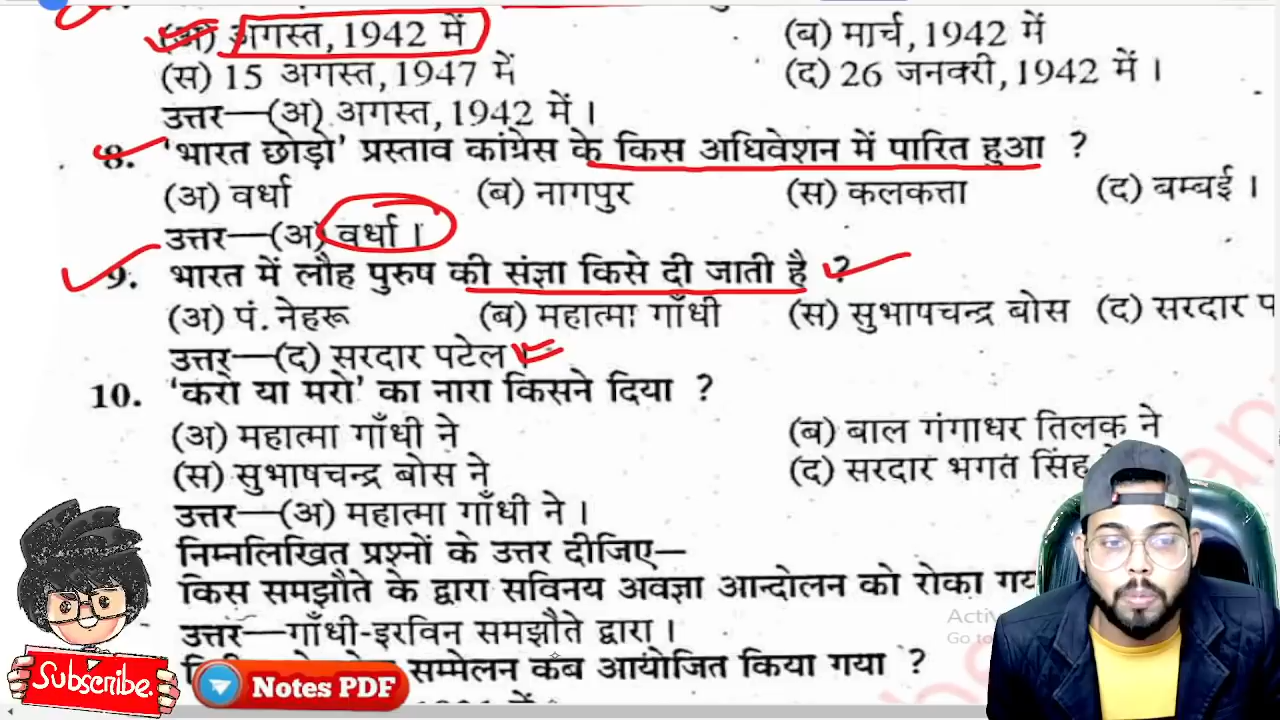 (अ) अगस्त, 1942 में (ब) मार्च, 1942 में
(स) 15 अगस्त, 1947 में (द) 26 जनवरी, 1942 में।
उत्तर—(अ) अगस्त, 1942 में।
8. 'भारत छोड़ो' प्रस्ताव कांग्रेस के किस अधिवेशन में पारित हुआ ?
(अ) वर्धा (ब) नागपुर (स) कलकत्ता (द) बम्बई।
उत्तर—(अ) वर्धा।
9. भारत में लौह पुरुष की संज्ञा किसे दी जाती है ?
(अ) पं. नेहरू (ब) महात्मा गाँधी (स) सुभाषचन्द्र बोस (द) सरदार प
उत्तर—(द) सरदार पटेल।
10. 'करो या मरो' का नारा किसने दिया ?
(अ) महात्मा गाँधी ने (ब) बाल गंगाधर तिलक ने
(स) सुभाषचन्द्र बोस ने (द) सरदार भगत सिंह
उत्तर—(अ) महात्मा गाँधी ने।
निम्नलिखित प्रश्नों के उत्तर दीजिए—
किस समझौते के द्वारा सविनय अवज्ञा आन्दोलन को रोका गय
उत्तर—गाँधी-इरविन समझौते द्वारा।
सम्मेलन कब आयोजित किया गया ?
Subscribe.
Notes PDF
Go to